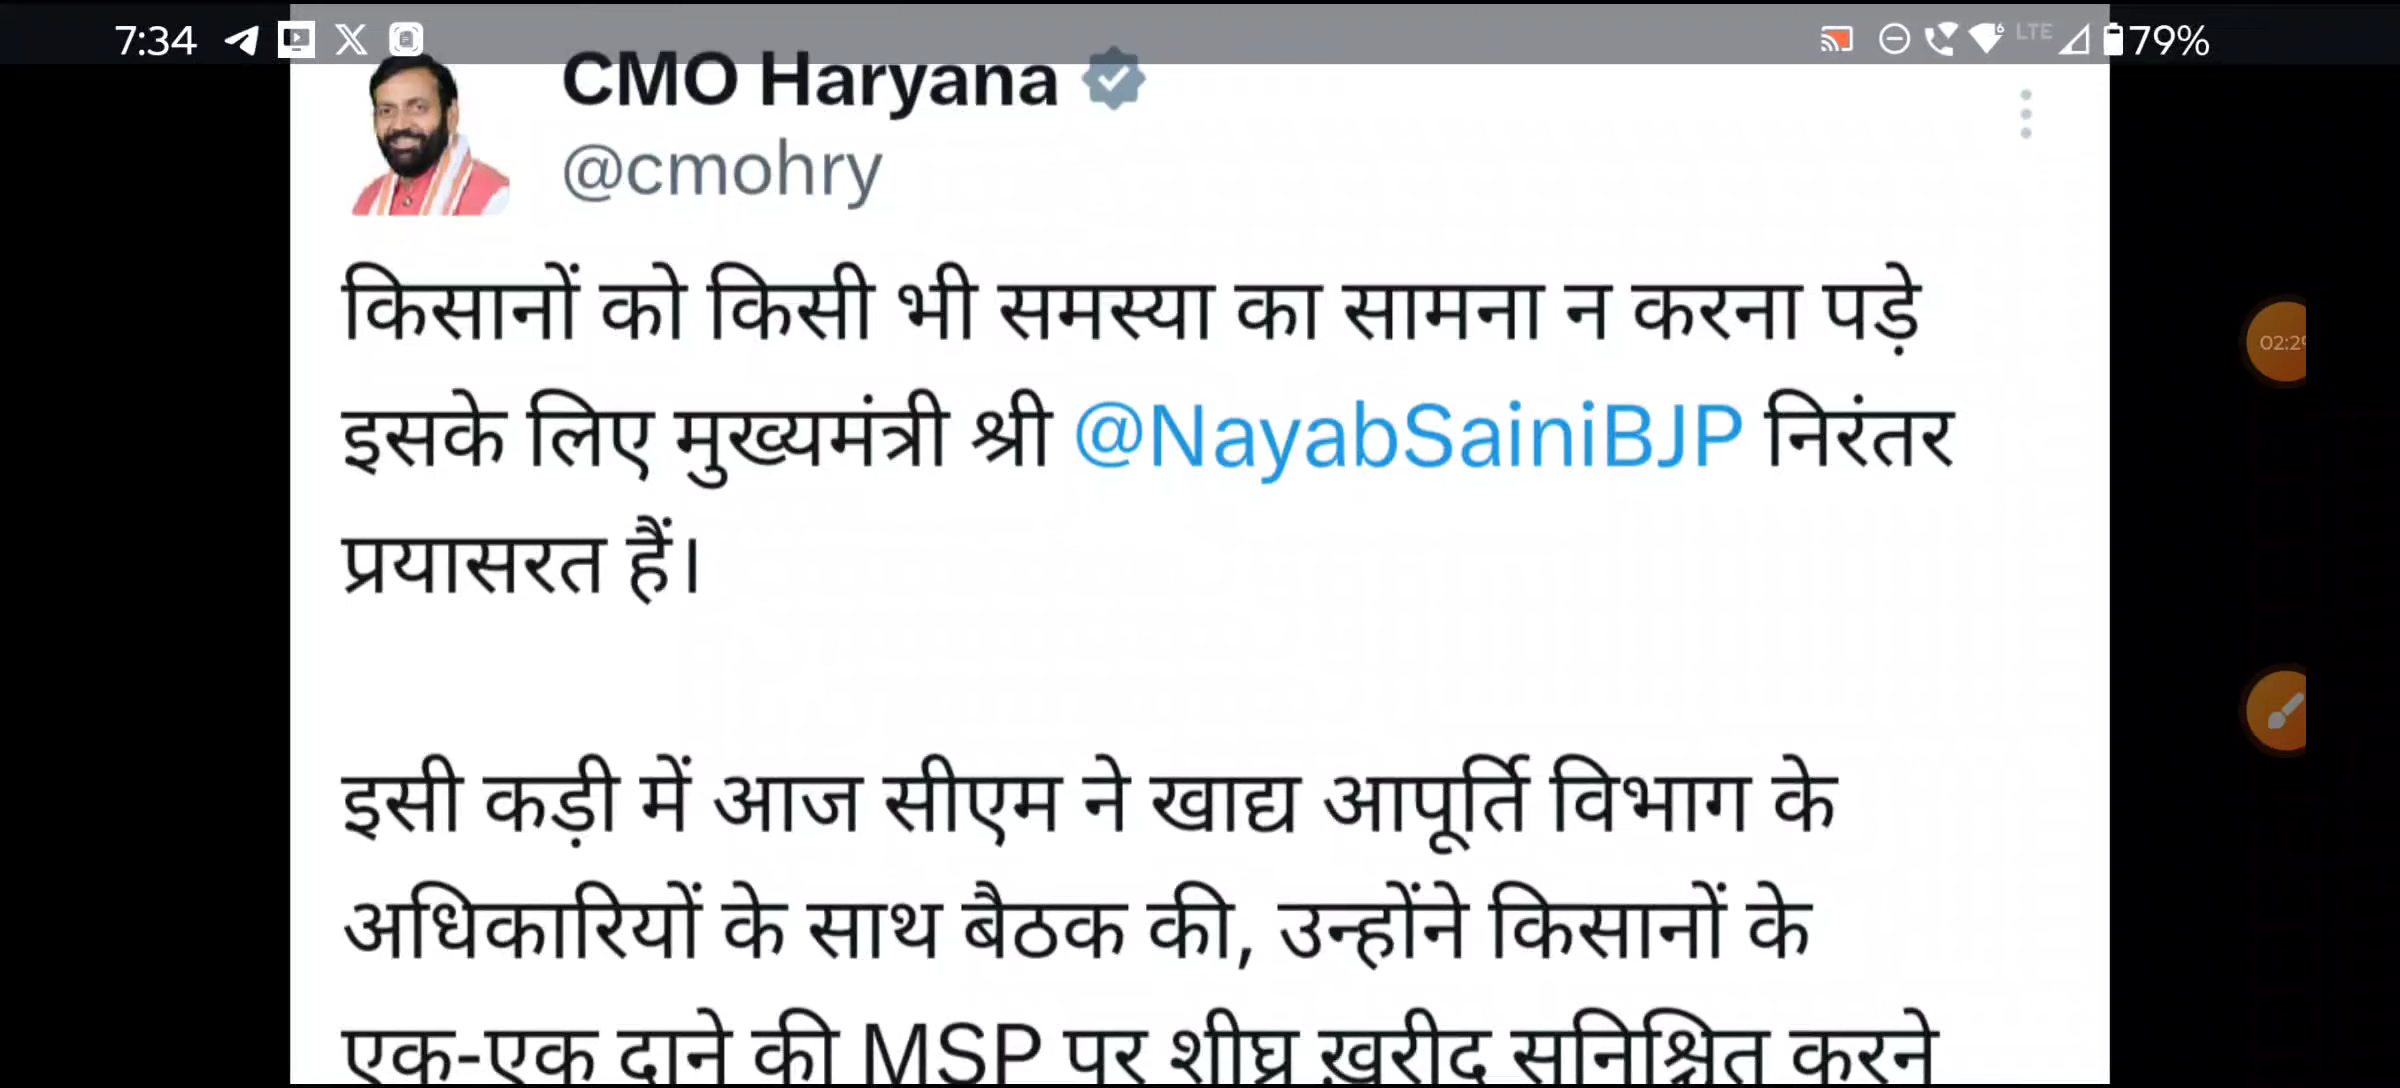 7:34
LTE 79%
CMO Haryana
@cmohry
किसानों को किसी भी समस्या का सामना न करना पड़े
इसके लिए मुख्यमंत्री श्री @NayabSainiBJP निरंतर
प्रयासरत हैं।
इसी कड़ी में आज सीएम ने खाद्य आपूर्ति विभाग के
अधिकारियों के साथ बैठक की, उन्होंने किसानों के
एक-एक दाने की MSP पर शीघ्र ख़रीद सुनिश्चित करने